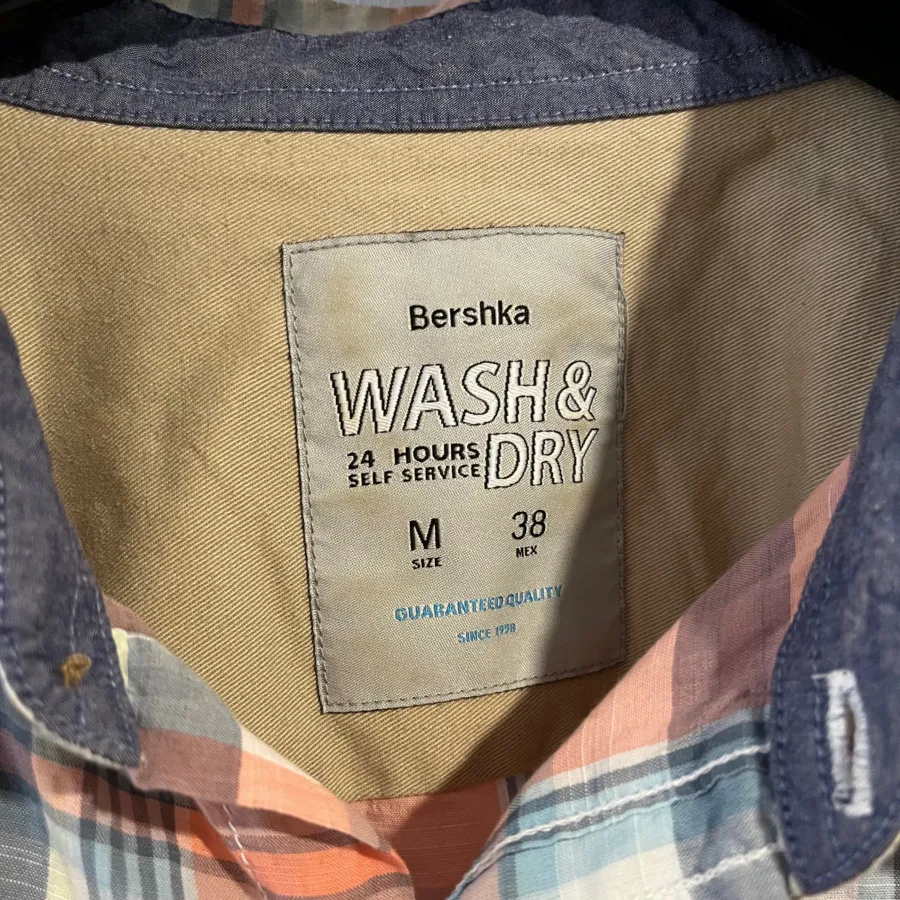 Bershka
WASH &
24 HOURS
SELF SERVICE DRY
M 38
SIZE MEX
GUARANTEED QUALITY
SINCE 1998